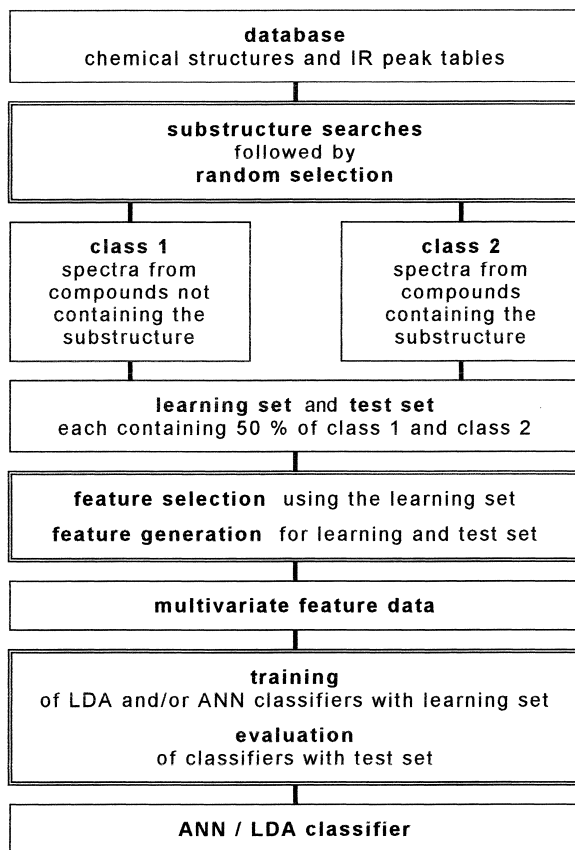 database
chemical structures and IR peak tables
substructure searches
followed by
random selection
class 1
spectra from
compounds not
containing the
substructure
class 2
spectra from
compounds
containing the
substructure
learning set and test set
each containing 50 % of class 1 and class 2
feature selection using the learning set
feature generation for learning and test set
multivariate feature data
training
of LDA and/or ANN classifiers with learning set
evaluation
of classifiers with test set
ANN / LDA classifier